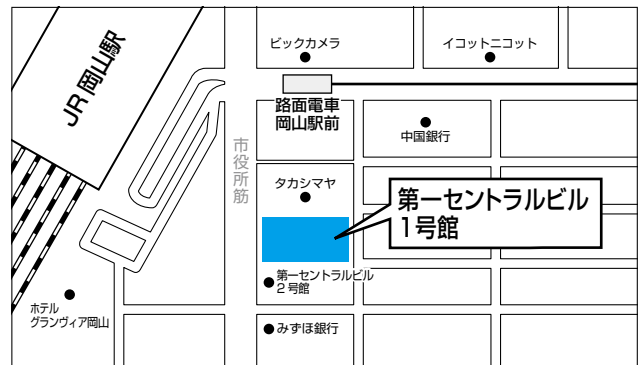 JR岡山駅
ビックカメラ
イコットニコット
路面電車
岡山駅前
中国銀行
市役所筋
タカシマヤ
第一セントラルビル
1号館
第一セントラルビル
2号館
ホテル
グランヴィア岡山
みずほ銀行